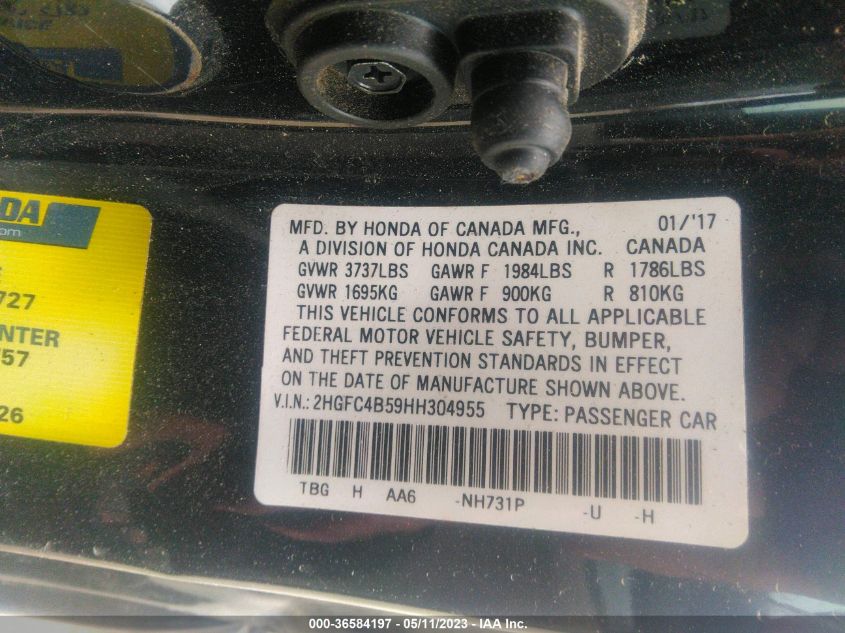 DA
.com
727
NTER
757
26
MFD. BY HONDA OF CANADA MFG., 01/'17
A DIVISION OF HONDA CANADA INC. CANADA
GVWR 3737LBS GAWR F 1984LBS R 1786LBS
GVWR 1695KG GAWR F 900KG R 810KG
THIS VEHICLE CONFORMS TO ALL APPLICABLE
FEDERAL MOTOR VEHICLE SAFETY, BUMPER,
AND THEFT PREVENTION STANDARDS IN EFFECT
ON THE DATE OF MANUFACTURE SHOWN ABOVE.
V.I.N.: 2HGFC4B59HH304955 TYPE: PASSENGER CAR
TBG H AA6 -NH731P -U -H
000-36584197 - 05/11/2023 - IAA Inc.